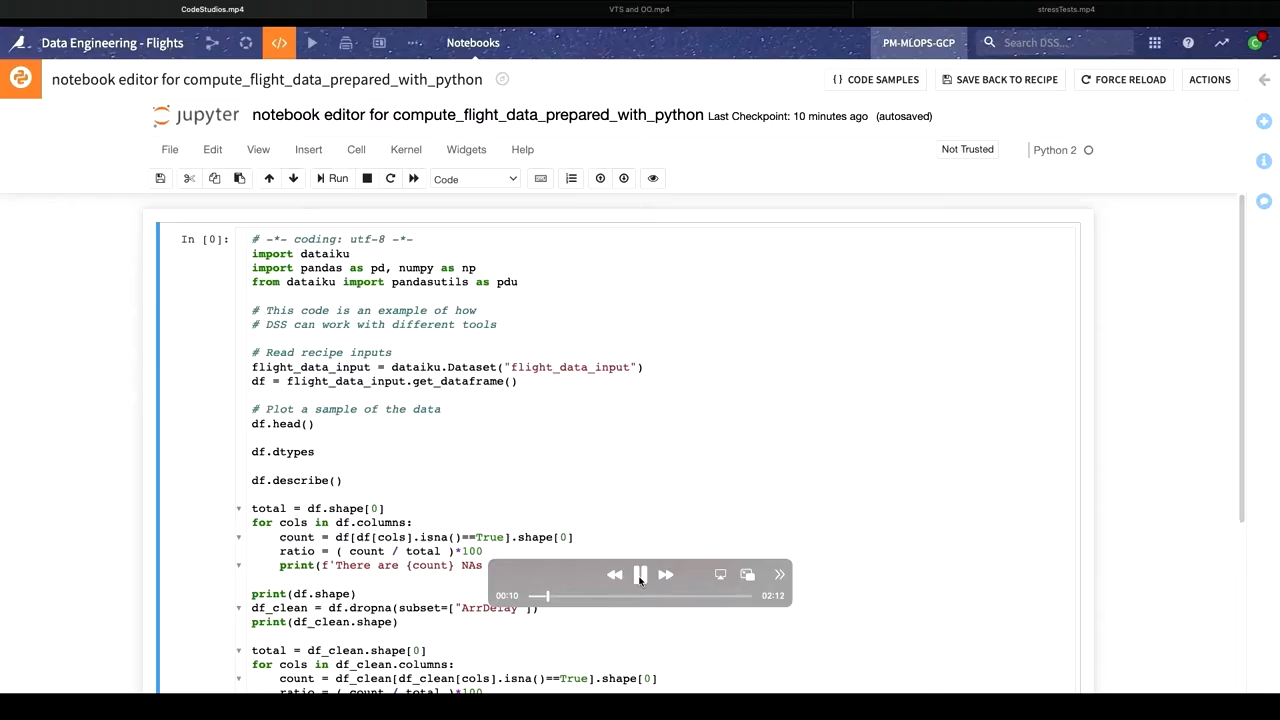 CodeStudios.mp4
VTS and OO.mp4
stressTests.mp4
Data Engineering - Flights
Notebooks
PM-MLOPS-GCP
Search DSS...
C
notebook editor for compute_flight_data_prepared_with_python
{ } CODE SAMPLES
SAVE BACK TO RECIPE
FORCE RELOAD
ACTIONS
jupyter
notebook editor for compute_flight_data_prepared_with_python Last Checkpoint: 10 minutes ago (autosaved)
File Edit View Insert Cell Kernel Widgets Help
Not Trusted
Python 2
Run
Code
In [0]:
# -*- coding: utf-8 -*-
import dataiku
import pandas as pd, numpy as np
from dataiku import pandasutils as pdu
# This code is an example of how
# DSS can work with different tools
# Read recipe inputs
flight_data_input = dataiku.Dataset("flight_data_input")
df = flight_data_input.get_dataframe()
# Plot a sample of the data
df.head()
df.dtypes
df.describe()
total = df.shape[0]
for cols in df.columns:
count = df[df[cols].isna()==True].shape[0]
ratio = ( count / total )*100
print(f'There are {count} NAs
print(df.shape)
df_clean = df.dropna(subset=["ArrDelay"])
print(df_clean.shape)
total = df_clean.shape[0]
for cols in df_clean.columns:
count = df_clean[df_clean[cols].isna()==True].shape[0]
ratio = ( count / total )*100
00:10
02:12